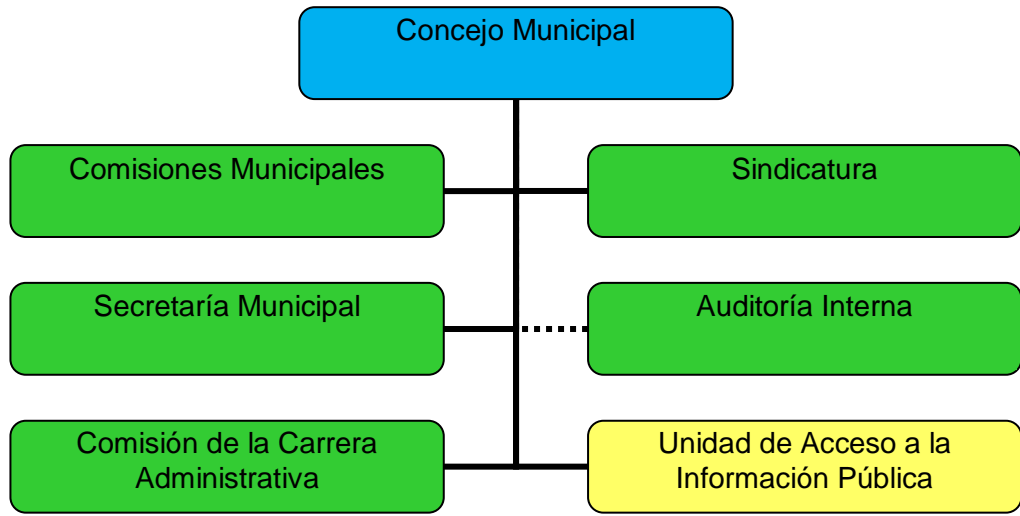 Concejo Municipal
Comisiones Municipales
Sindicatura
Secretaría Municipal
Auditoría Interna
Comisión de la Carrera
Administrativa
Unidad de Acceso a la
Información Pública